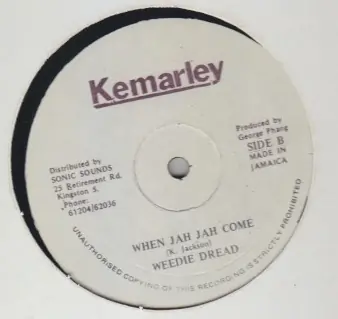 Kemarley
Distributed by
SONIC SOUNDS
25 Retirement Rd.
Kingston 5.
Phone:
61204/62036
Produced by
George Phang
SIDE B
MADE IN
JAMAICA
WHEN JAH JAH COME
(K. Jackson)
WEEDIE DREAD
UNAUTHORISED COPYING OF THIS RECORDING IS STRICTLY PROHIBITED